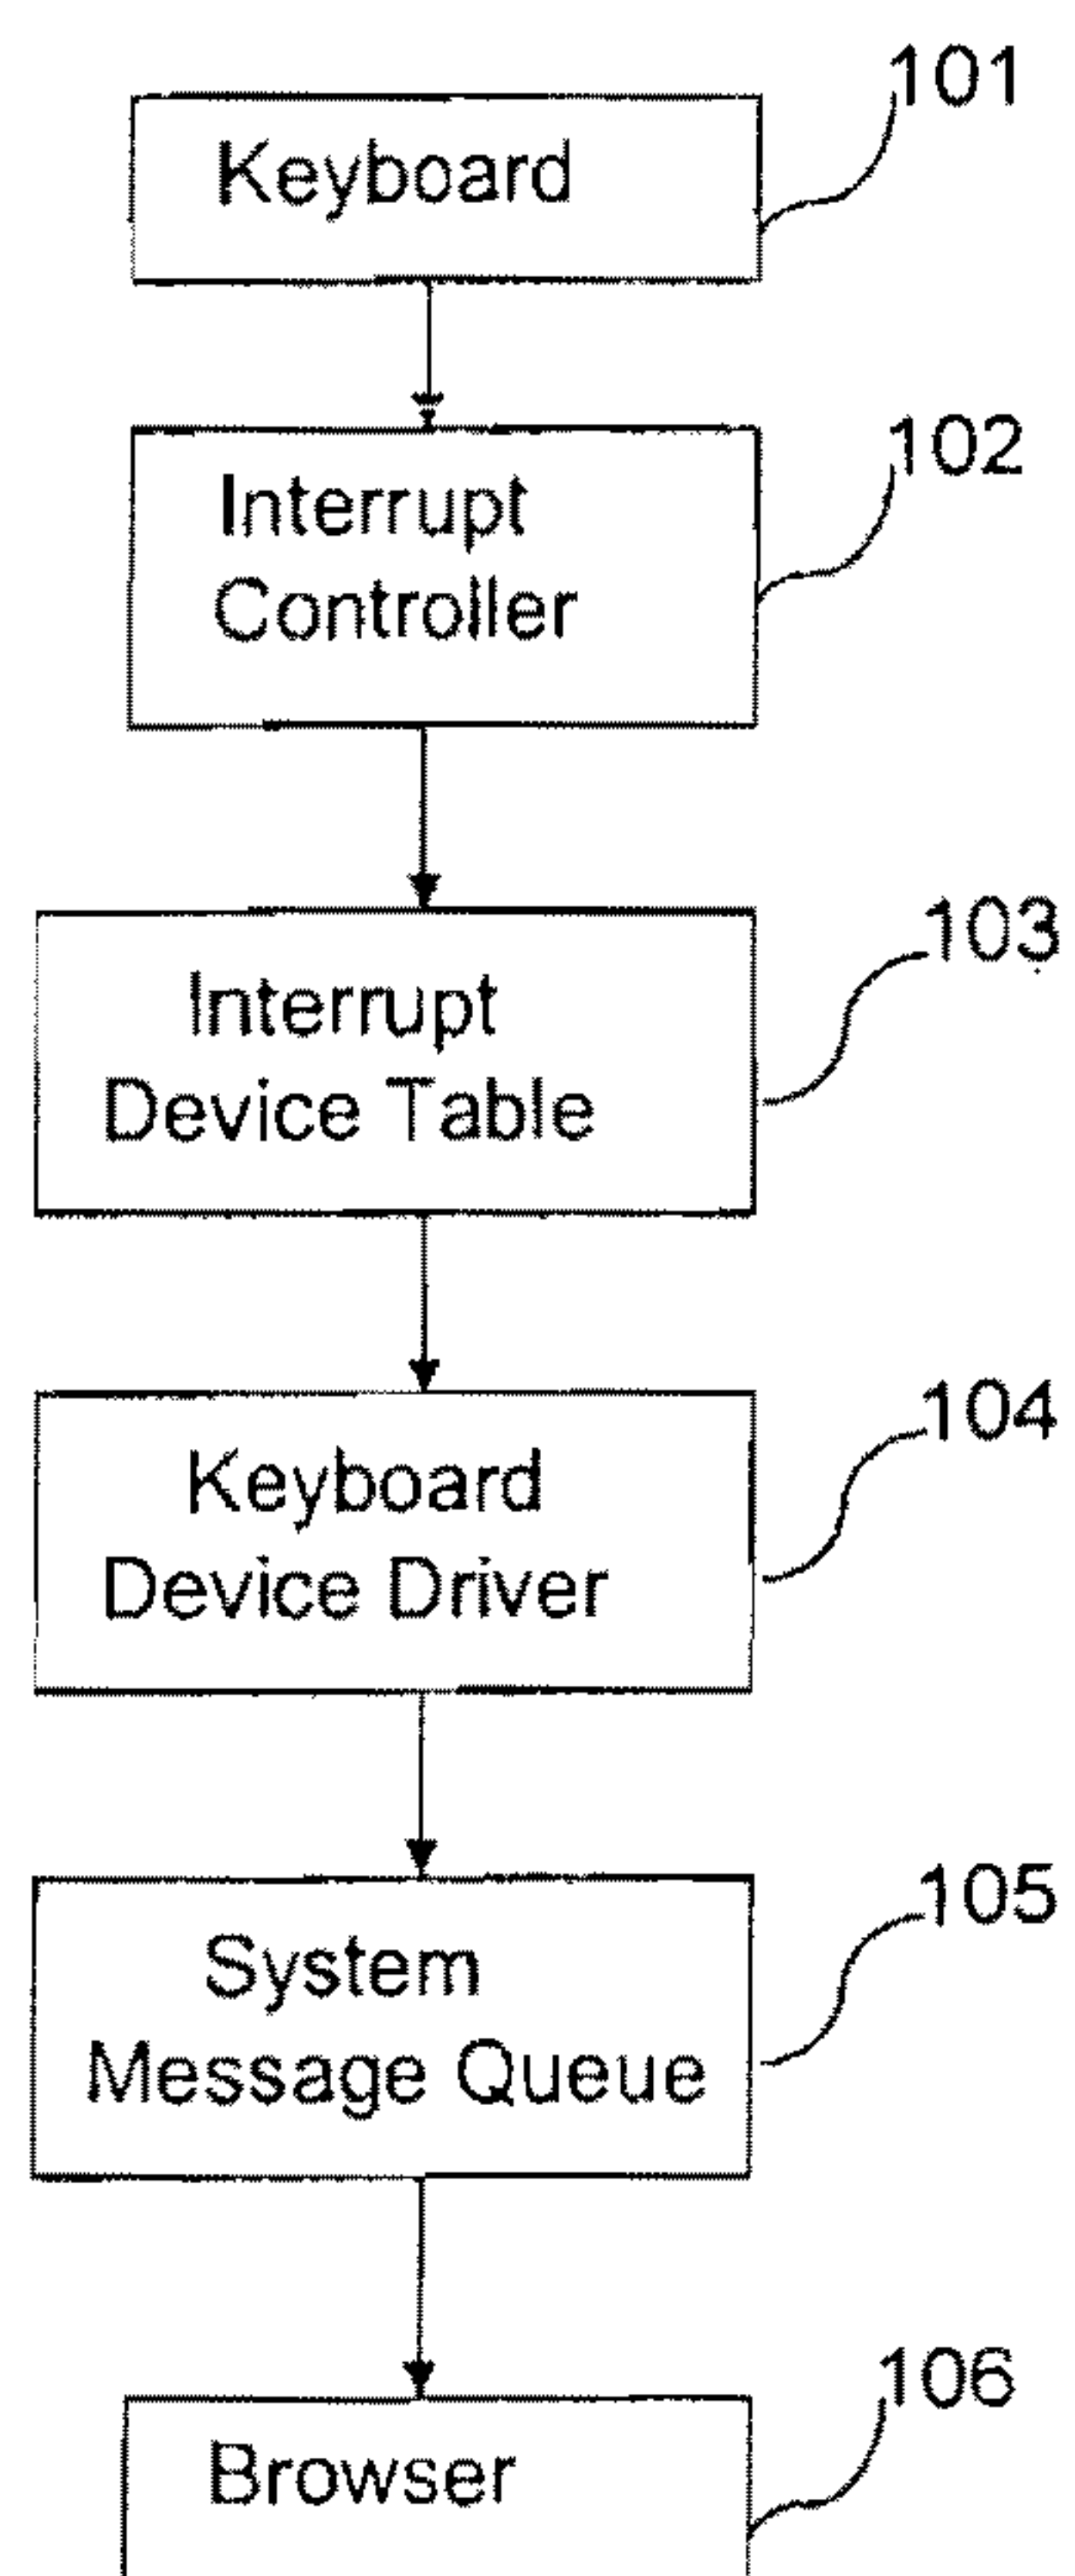 101
Keyboard
102
Interrupt
Controller
103
Interrupt
Device Table
104
Keyboard
Device Driver
105
System
Message Queue
106
Browser